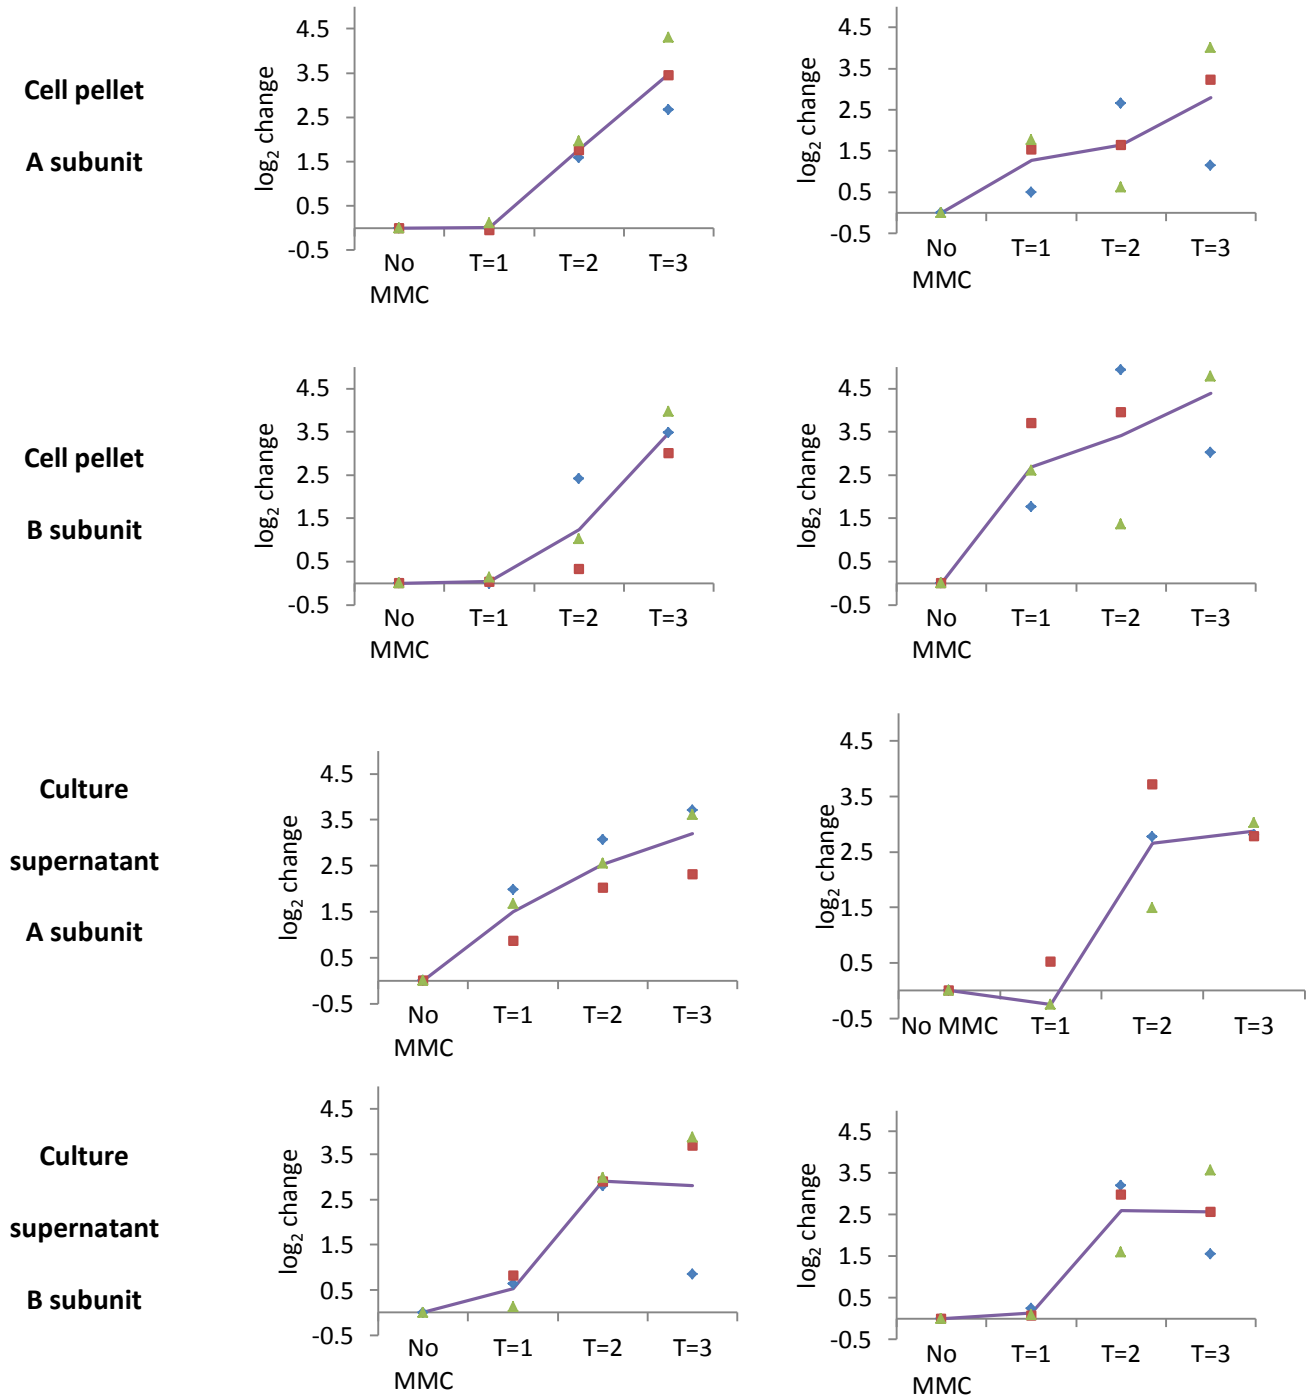 Cell pellet
A subunit
log₂ change
4.5
3.5
2.5
1.5
0.5
-0.5
No MMC
T=1
T=2
T=3
log₂ change
4.5
3.5
2.5
1.5
0.5
-0.5
No MMC
T=1
T=2
T=3
Cell pellet
B subunit
log₂ change
4.5
3.5
2.5
1.5
0.5
-0.5
No MMC
T=1
T=2
T=3
log₂ change
4.5
3.5
2.5
1.5
0.5
-0.5
No MMC
T=1
T=2
T=3
Culture
supernatant
A subunit
log₂ change
4.5
3.5
2.5
1.5
0.5
-0.5
No MMC
T=1
T=2
T=3
log₂ change
4.5
3.5
2.5
1.5
0.5
-0.5
No MMC
T=1
T=2
T=3
Culture
supernatant
B subunit
log₂ change
4.5
3.5
2.5
1.5
0.5
-0.5
No MMC
T=1
T=2
T=3
log₂ change
4.5
3.5
2.5
1.5
0.5
-0.5
No MMC
T=1
T=2
T=3